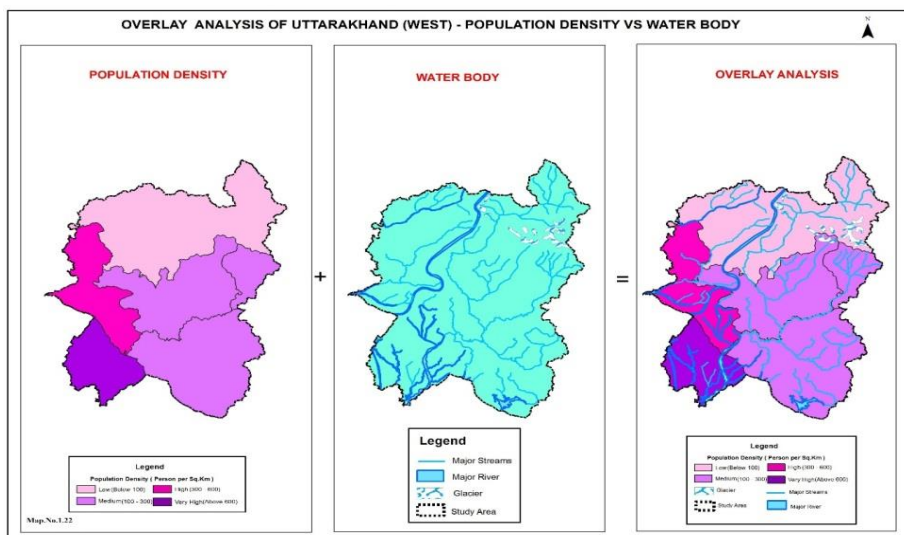 OVERLAY ANALYSIS OF UTTARAKHAND (WEST) - POPULATION DENSITY VS WATER BODY
N
POPULATION DENSITY
WATER BODY
OVERLAY ANALYSIS
+
=
Legend
Population Density ( Person per Sq.Km )
Low(Below 100)
High (300 - 600)
Medium(100 - 300)
Very High(Above 600)
Map.No.1.22
Legend
Major Streams
Major River
Glacier
Study Area
Legend
Population Density ( Person per Sq.Km )
Low(Below 100)
High (300 - 600)
Medium(100 - 300)
Very High(Above 600)
Glacier
Major Streams
Study Area
Major River